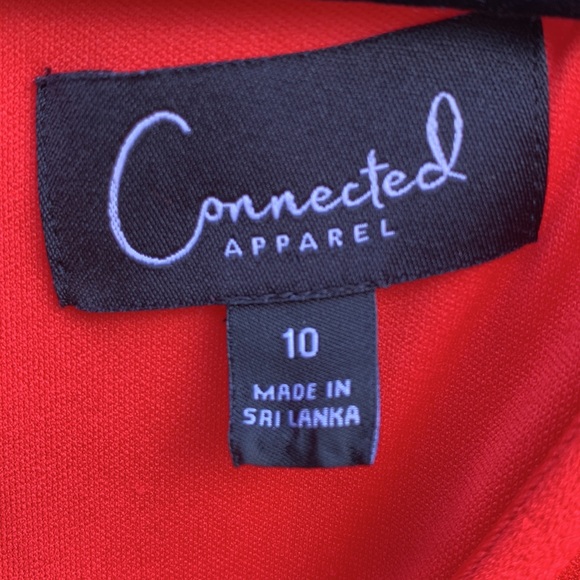 Connected
APPAREL
10
MADE IN
SRI LANKA